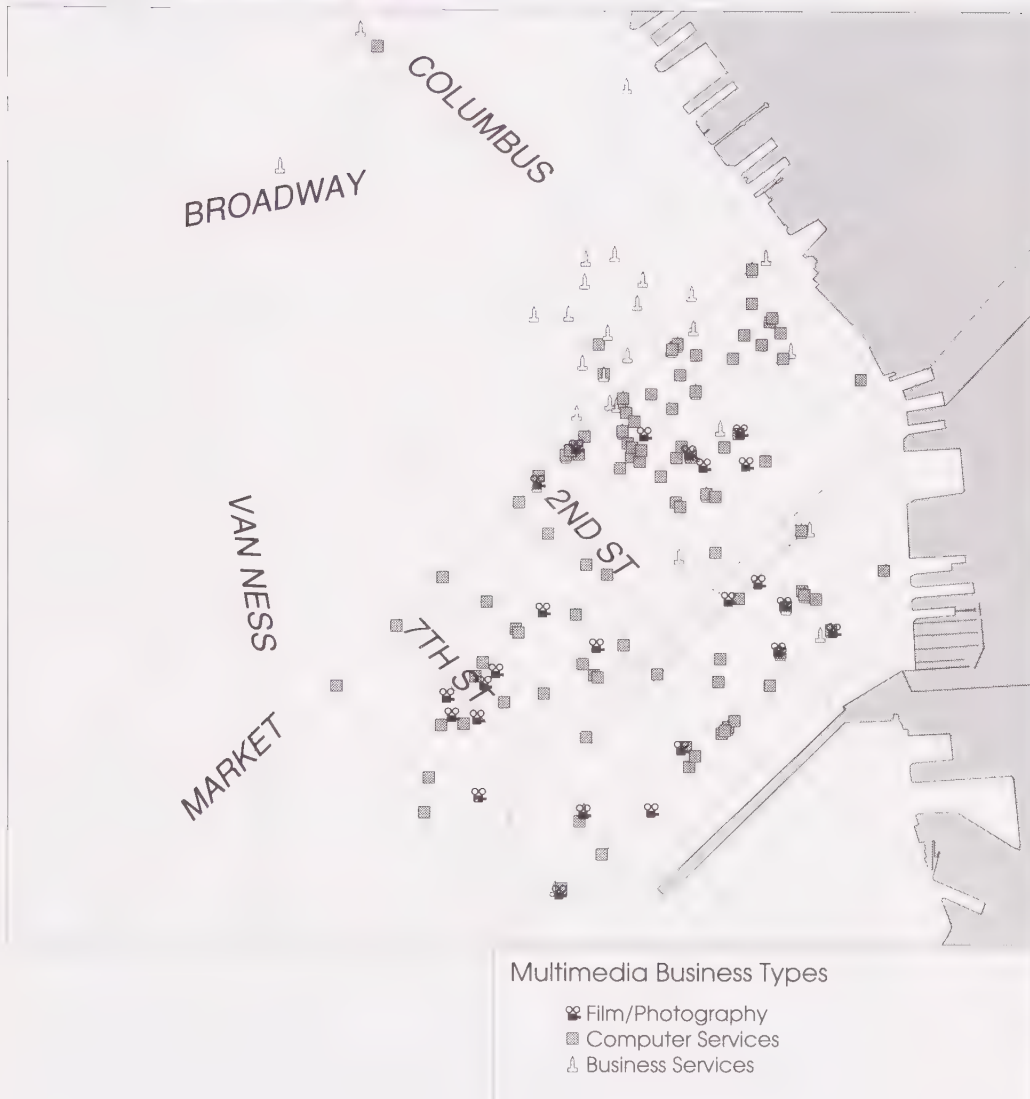 COLUMBUS
BROADWAY
2ND ST
VAN NESS
7TH ST
MARKET
Multimedia Business Types
Film/Photography
Computer Services
Business Services